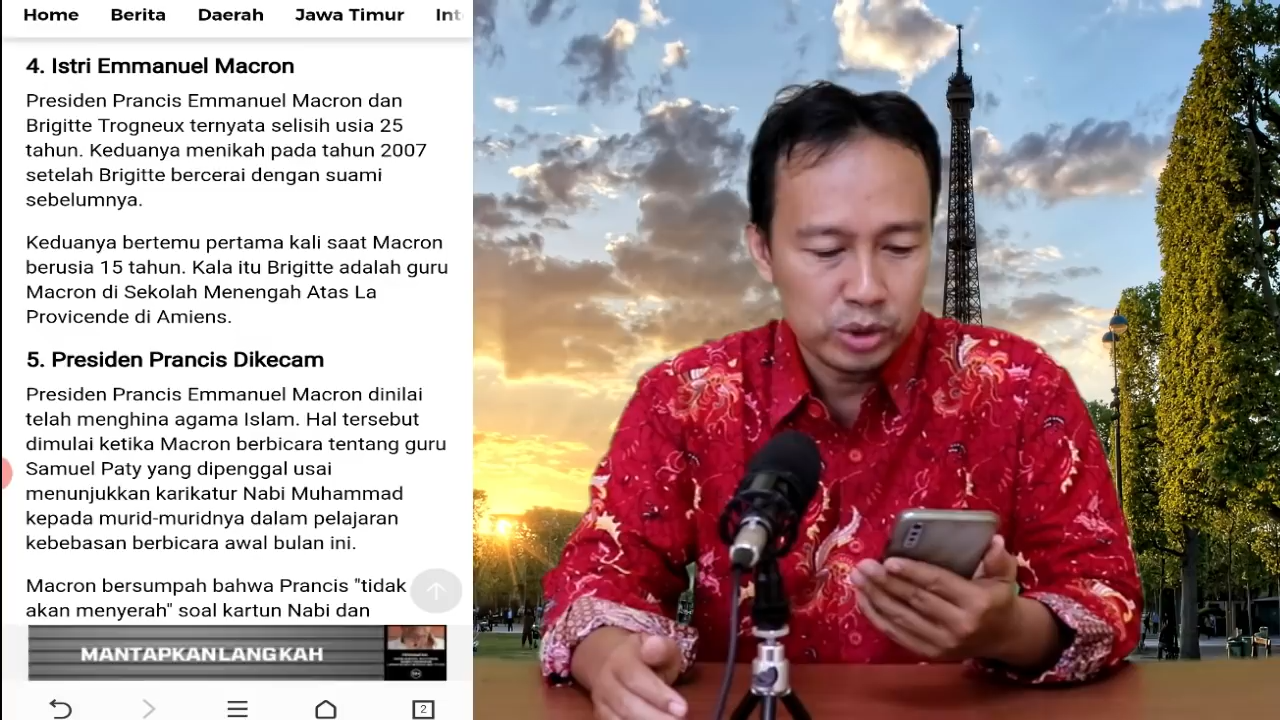 Home Berita Daerah Jawa Timur Int
4. Istri Emmanuel Macron
Presiden Prancis Emmanuel Macron dan
Brigitte Trogneux ternyata selisih usia 25
tahun. Keduanya menikah pada tahun 2007
setelah Brigitte bercerai dengan suami
sebelumnya.
Keduanya bertemu pertama kali saat Macron
berusia 15 tahun. Kala itu Brigitte adalah guru
Macron di Sekolah Menengah Atas La
Provicende di Amiens.
5. Presiden Prancis Dikecam
Presiden Prancis Emmanuel Macron dinilai
telah menghina agama Islam. Hal tersebut
dimulai ketika Macron berbicara tentang guru
Samuel Paty yang dipenggal usai
menunjukkan karikatur Nabi Muhammad
kepada murid-muridnya dalam pelajaran
kebebasan berbicara awal bulan ini.
Macron bersumpah bahwa Prancis "tidak
akan menyerah" soal kartun Nabi dan
MANTAPKANLANGKAH
2